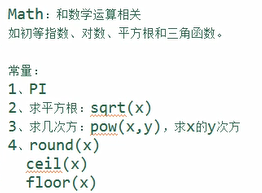 Math：和数学运算相关
如初等指数、对数、平方根和三角函数。
常量：
1、PI
2、求平方根：sqrt(x)
3、求几次方：pow(x,y)，求x的y次方
4、round(x)
ceil(x)
floor(x)